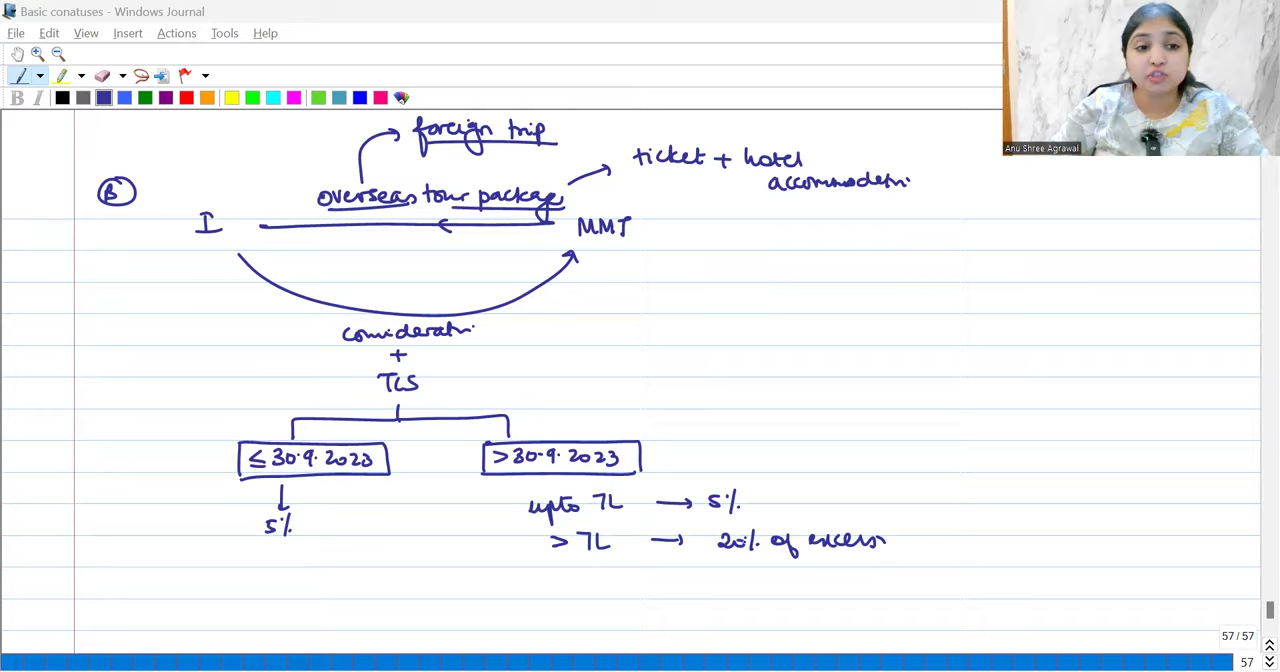 Basic conatuses - Windows Journal
File Edit View Insert Actions Tools Help
B I
Anu Shree Agrawal
foreign trip
ticket + hotel
accommodati
B
overseas tour package
I MMT
consideratn
+
TCS
≤ 30.9.2023 > 30.9.2023
upto 7L → 5%
5%
> 7L → 20% of excess
57 / 57
57